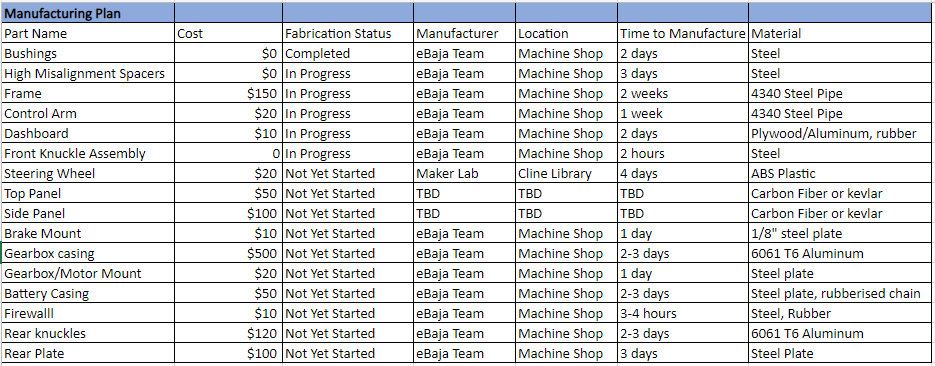 Manufacturing Plan
Part Name Cost Fabrication Status Manufacturer Location Time to Manufacture Material
Bushings $0 Completed eBaja Team Machine Shop 2 days Steel
High Misalignment Spacers $0 In Progress eBaja Team Machine Shop 3 days Steel
Frame $150 In Progress eBaja Team Machine Shop 2 weeks 4340 Steel Pipe
Control Arm $20 In Progress eBaja Team Machine Shop 1 week 4340 Steel Pipe
Dashboard $10 In Progress eBaja Team Machine Shop 2 days Plywood/Aluminum, rubber
Front Knuckle Assembly 0 In Progress eBaja Team Machine Shop 2 hours Steel
Steering Wheel $20 Not Yet Started Maker Lab Cline Library 4 days ABS Plastic
Top Panel $50 Not Yet Started TBD TBD TBD Carbon Fiber or kevlar
Side Panel $100 Not Yet Started TBD TBD TBD Carbon Fiber or kevlar
Brake Mount $10 Not Yet Started eBaja Team Machine Shop 1 day 1/8" steel plate
Gearbox casing $500 Not Yet Started eBaja Team Machine Shop 2-3 days 6061 T6 Aluminum
Gearbox/Motor Mount $20 Not Yet Started eBaja Team Machine Shop 1 day Steel plate
Battery Casing $50 Not Yet Started eBaja Team Machine Shop 2-3 days Steel plate, rubberised chain
Firewalll $10 Not Yet Started eBaja Team Machine Shop 3-4 hours Steel, Rubber
Rear knuckles $120 Not Yet Started eBaja Team Machine Shop 2-3 days 6061 T6 Aluminum
Rear Plate $100 Not Yet Started eBaja Team Machine Shop 3 days Steel Plate